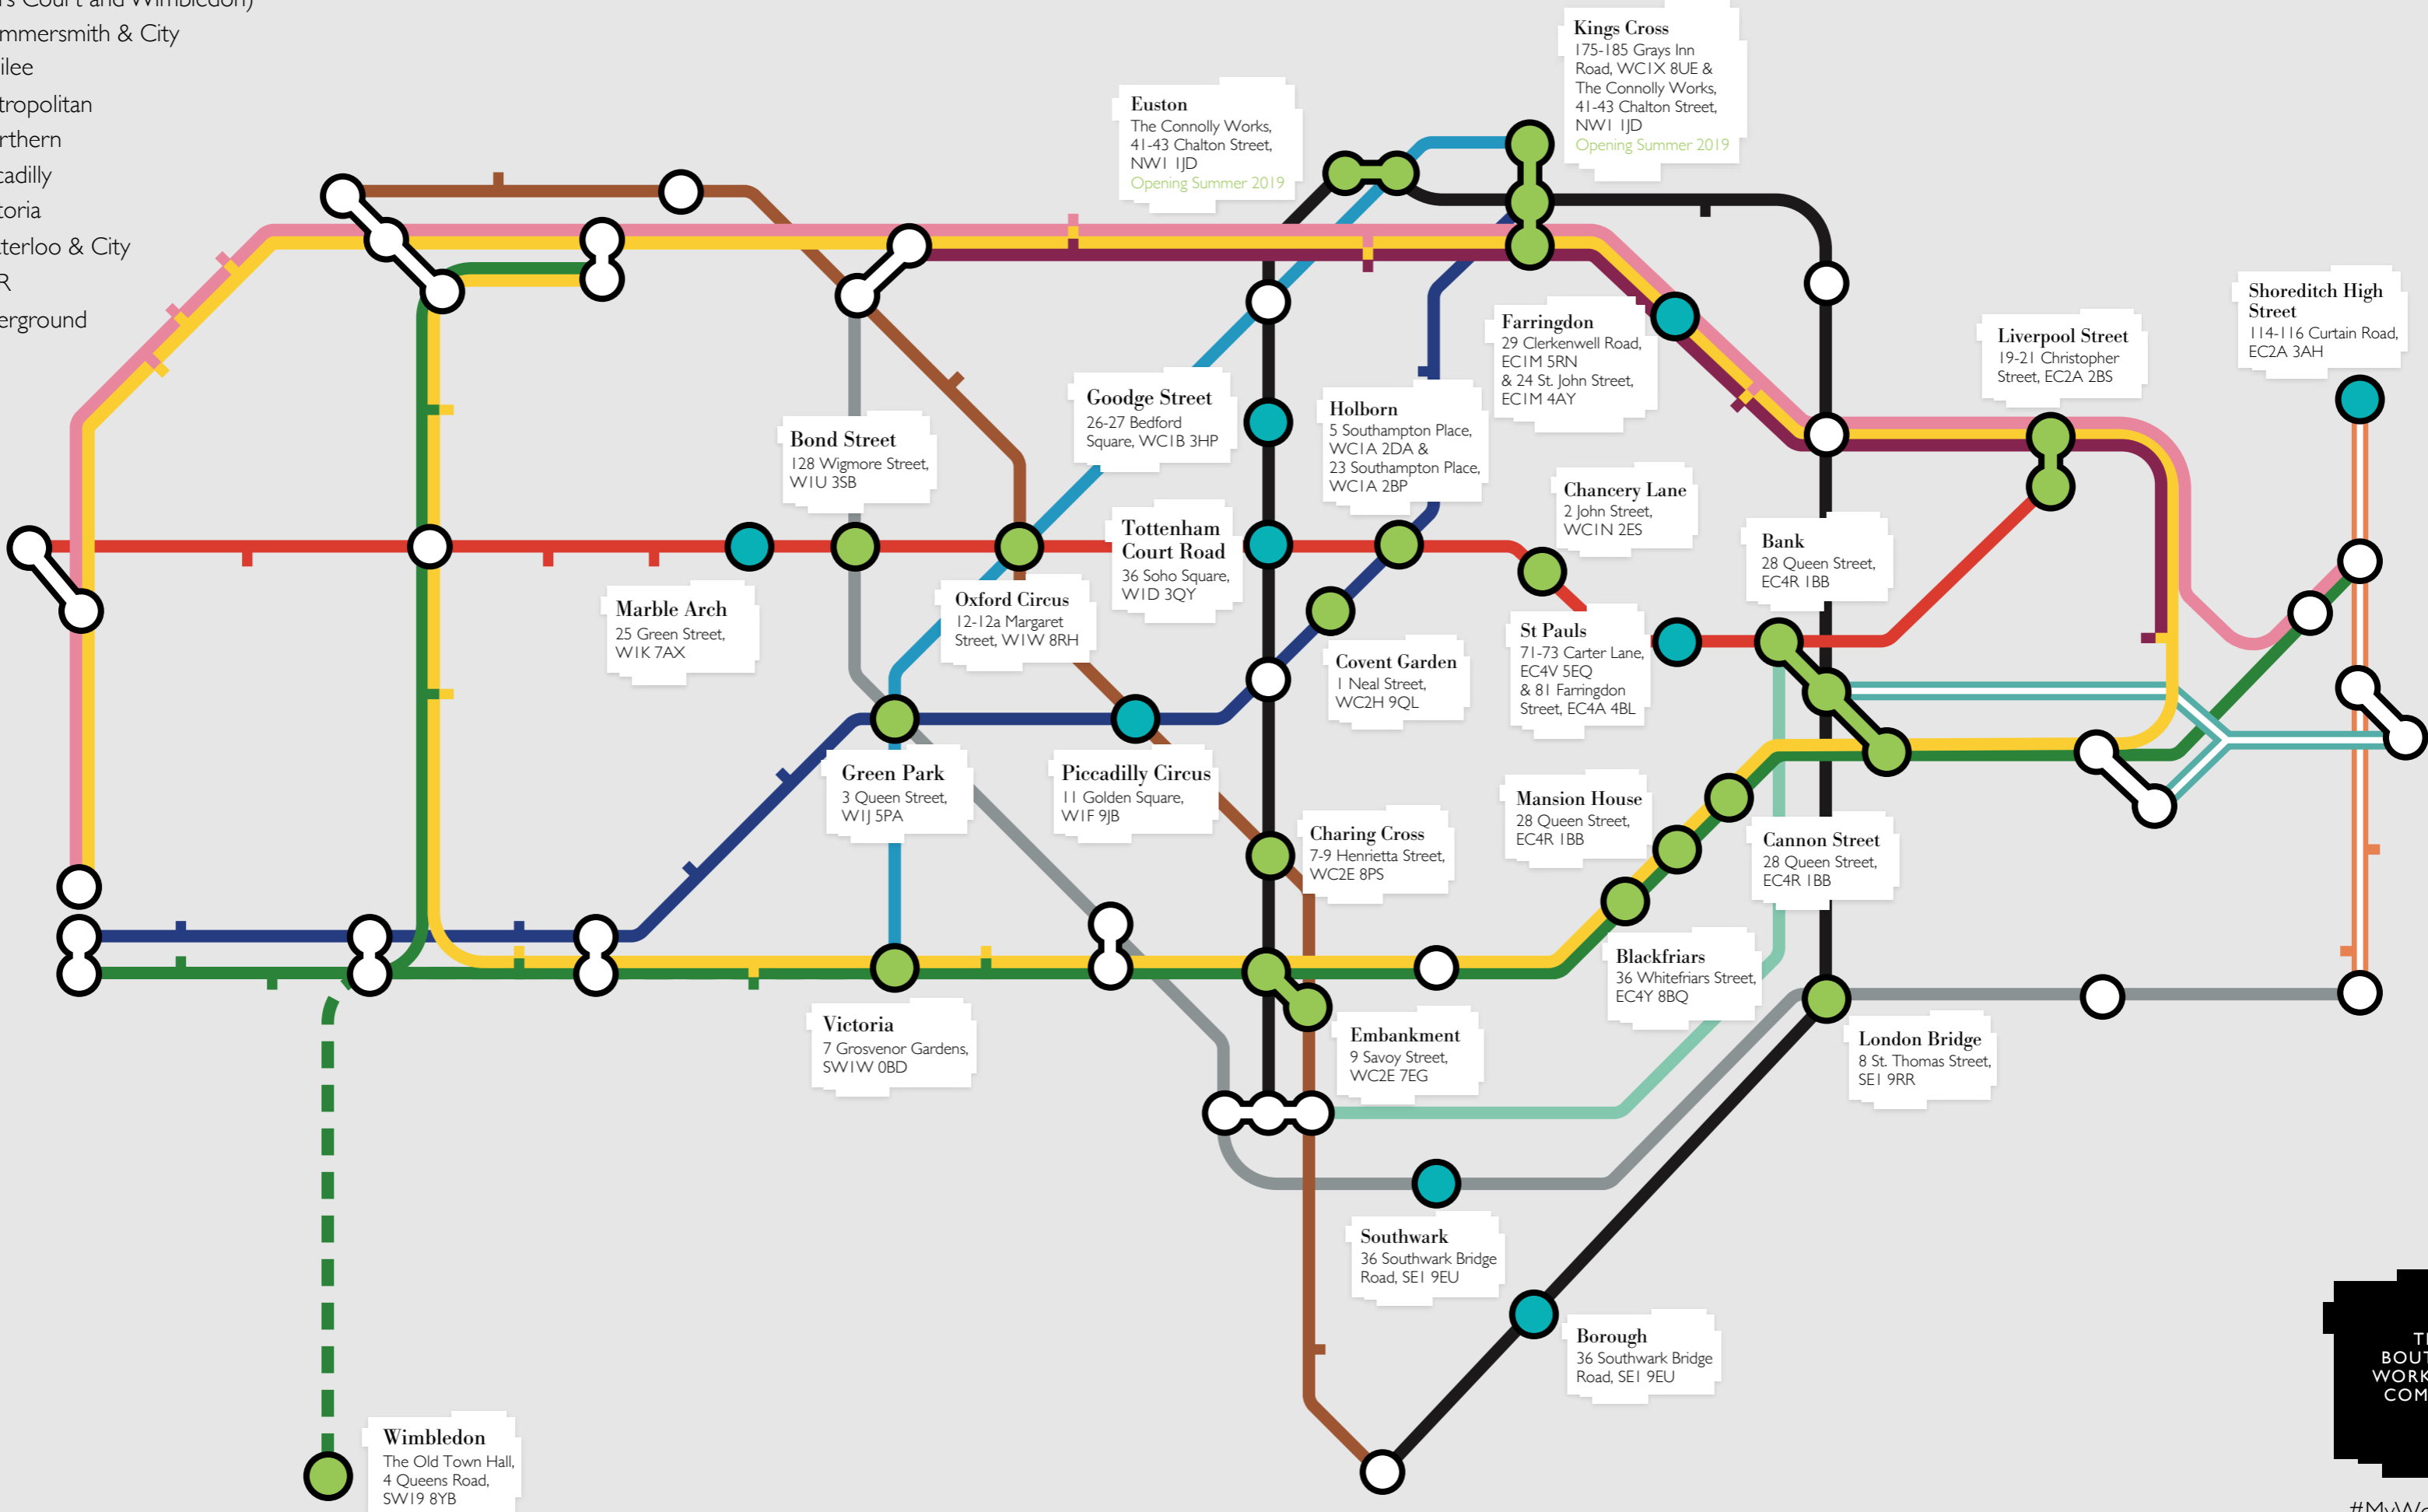 rs Court and Wimbledon)
mmersmith & City
ilee
tropolitan
rthern
cadilly
toria
terloo & City
R
erground
Euston
The Connolly Works,
41-43 Chalton Street,
NW1 1JD
Opening Summer 2019
Kings Cross
175-185 Grays Inn
Road, WC1X 8UE &
The Connolly Works,
41-43 Chalton Street,
NW1 1JD
Opening Summer 2019
Farringdon
29 Clerkenwell Road,
EC1M 5RN
& 24 St. John Street,
EC1M 4AY
Liverpool Street
19-21 Christopher
Street, EC2A 2BS
Shoreditch High
Street
114-116 Curtain Road,
EC2A 3AH
Goodge Street
26-27 Bedford
Square, WC1B 3HP
Holborn
5 Southampton Place,
WC1A 2DA &
23 Southampton Place,
WC1A 2BP
Bond Street
128 Wigmore Street,
W1U 3SB
Chancery Lane
2 John Street,
WC1N 2ES
Tottenham
Court Road
36 Soho Square,
W1D 3QY
Bank
28 Queen Street,
EC4R 1BB
Marble Arch
25 Green Street,
W1K 7AX
Oxford Circus
12-12a Margaret
Street, W1W 8RH
St Pauls
71-73 Carter Lane,
EC4V 5EQ
& 81 Farringdon
Street, EC4A 4BL
Covent Garden
1 Neal Street,
WC2H 9QL
Green Park
3 Queen Street,
W1J 5PA
Piccadilly Circus
11 Golden Square,
W1F 9JB
Mansion House
28 Queen Street,
EC4R 1BB
Charing Cross
7-9 Henrietta Street,
WC2E 8PS
Cannon Street
28 Queen Street,
EC4R 1BB
Blackfriars
36 Whitefriars Street,
EC4Y 8BQ
Victoria
7 Grosvenor Gardens,
SW1W 0BD
Embankment
9 Savoy Street,
WC2E 7EG
London Bridge
8 St. Thomas Street,
SE1 9RR
Southwark
36 Southwark Bridge
Road, SE1 9EU
Borough
36 Southwark Bridge
Road, SE1 9EU
Wimbledon
The Old Town Hall,
4 Queens Road,
SW19 8YB
T
BOUT
WORK
COM
#MyWo